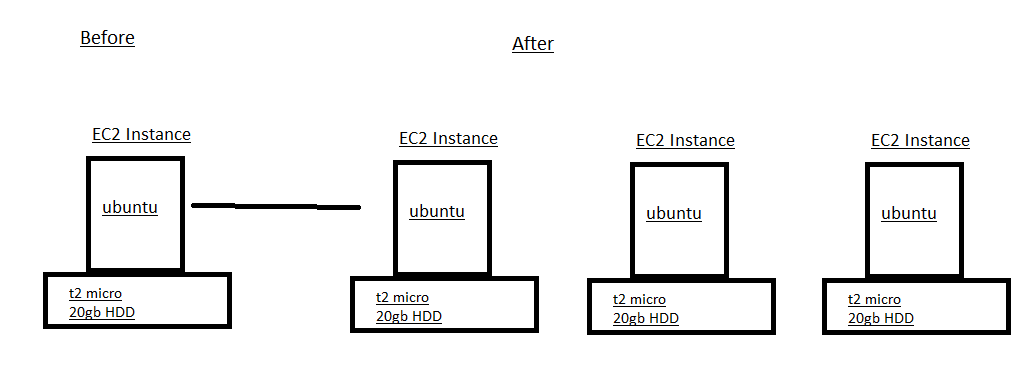 Before
After
EC2 Instance
ubuntu
t2 micro
20gb HDD
EC2 Instance
ubuntu
t2 micro
20gb HDD
EC2 Instance
ubuntu
t2 micro
20gb HDD
EC2 Instance
ubuntu
t2 micro
20gb HDD